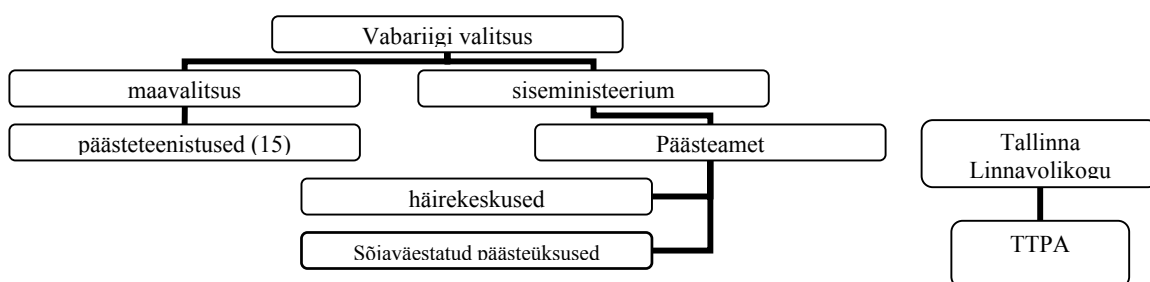 Vabariigi valitsus
maavalitsus
siseministeerium
päästeteenistused (15)
Päästeamet
häirekeskused
Sõjaväestatud päästeüksused
Tallinna
Linnavolikogu
TTPA